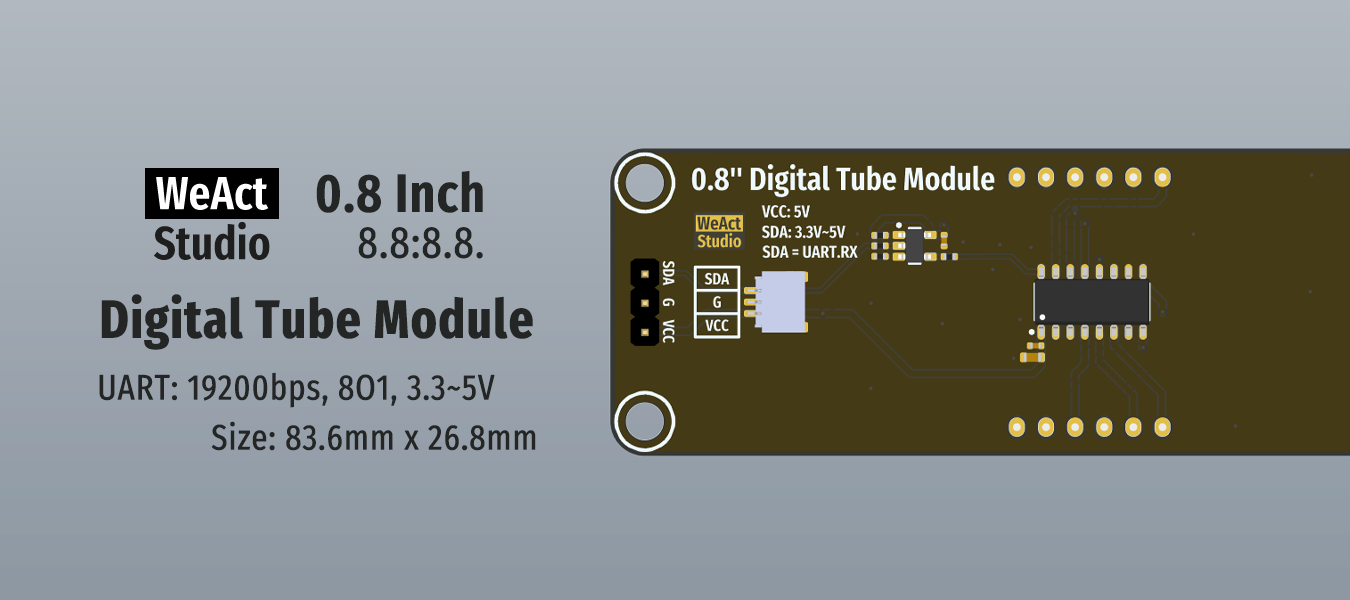 WeAct
Studio
0.8 Inch
8.8:8.8.
Digital Tube Module
UART: 19200bps, 8O1, 3.3~5V
Size: 83.6mm x 26.8mm
0.8'' Digital Tube Module
WeAct
Studio
VCC: 5V
SDA: 3.3V~5V
SDA = UART.RX
SDA
G
VCC
SDA
G
VCC